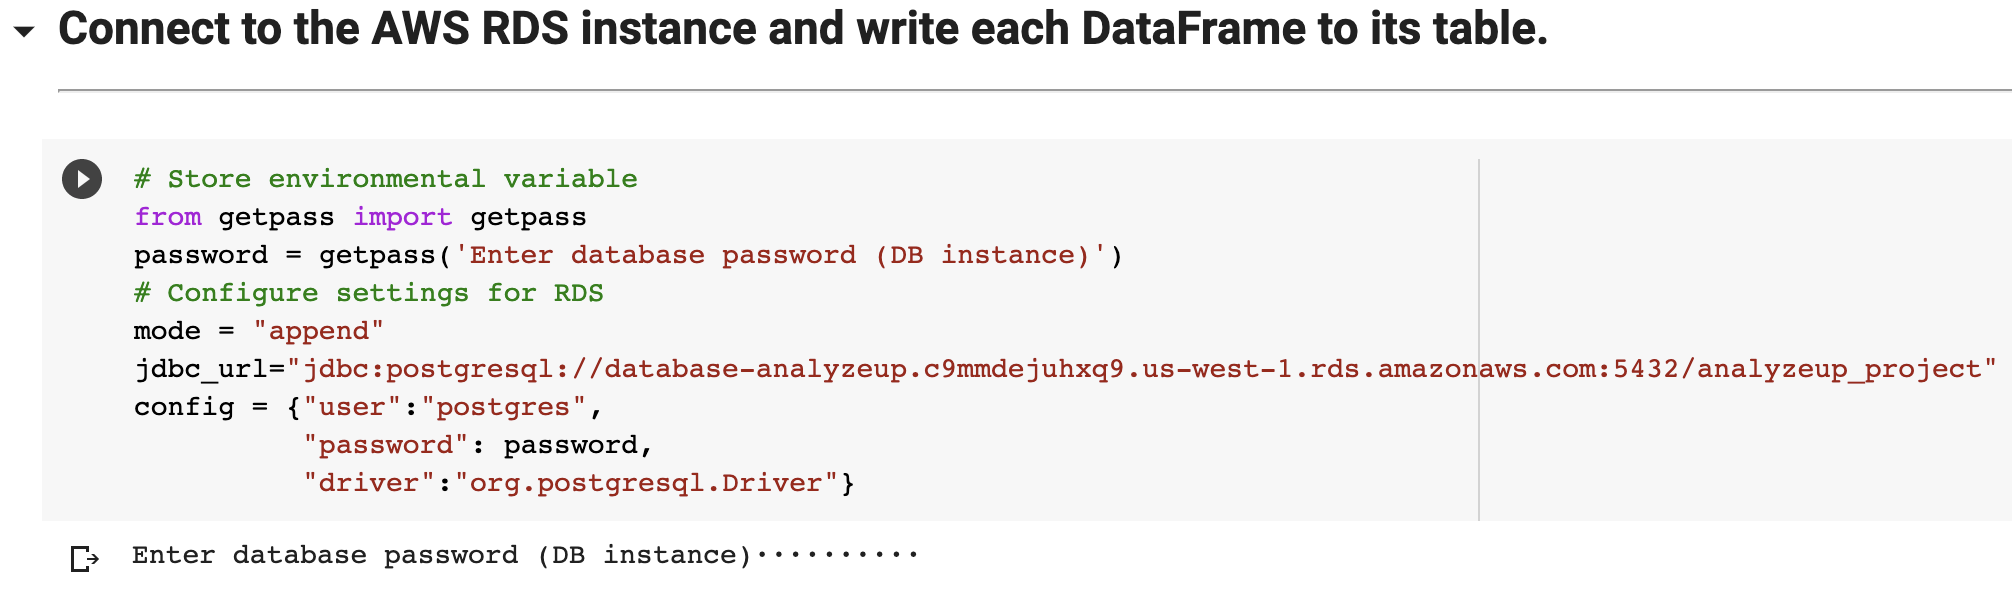 Connect to the AWS RDS instance and write each DataFrame to its table.
# Store environmental variable
from getpass import getpass
password = getpass('Enter database password (DB instance)')
# Configure settings for RDS
mode = "append"
jdbc_url="jdbc:postgresql://database-analyzeup.c9mmdejuhxq9.us-west-1.rds.amazonaws.com:5432/analyzeup_project"
config = {"user":"postgres",
          "password": password,
          "driver":"org.postgresql.Driver"}
Enter database password (DB instance)··········